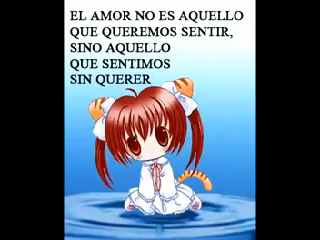 EL AMOR NO ES AQUELLO
QUE QUEREMOS SENTIR,
SINO AQUELLO
QUE SENTIMOS
SIN QUERER